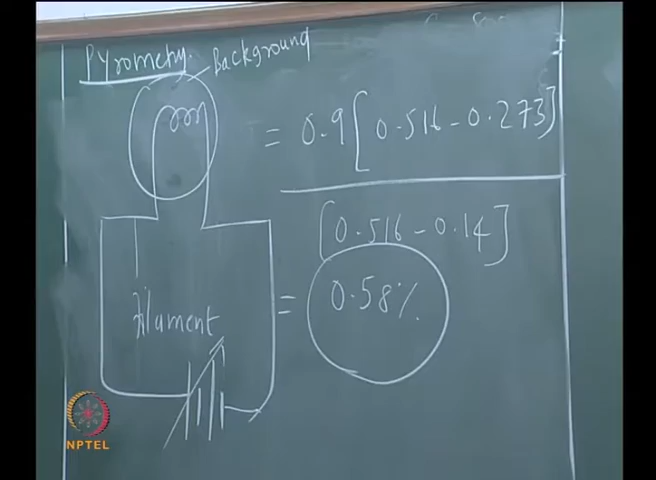 Pyrometry.
Background
= 0.9[0.516 - 0.273]
[0.516 - 0.14]
= 0.58%
filament
NPTEL